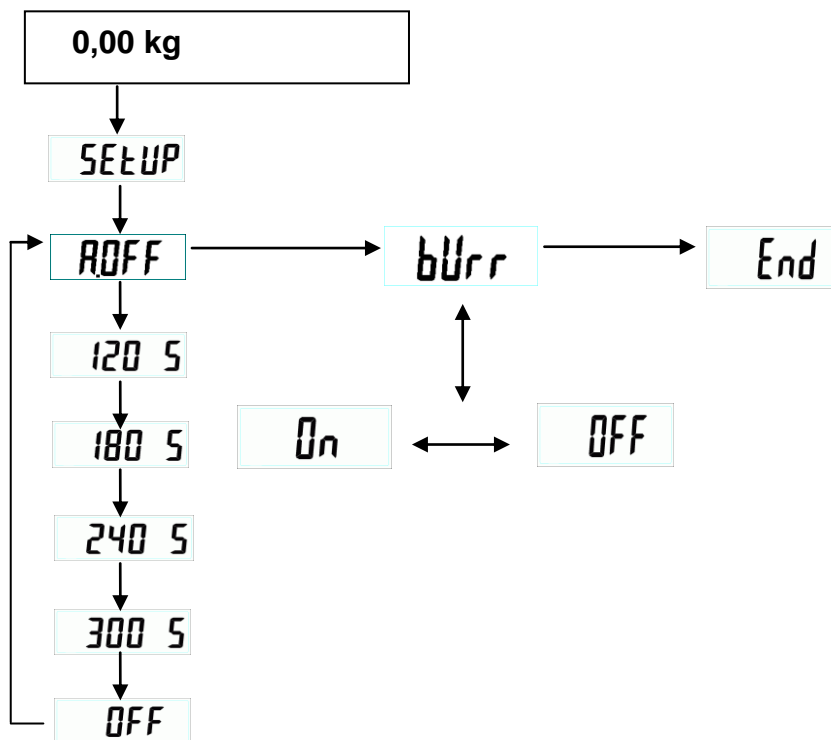 0,00 kg
SEtUP
A.OFF
bUrr
End
120 S
180 S
On
OFF
240 S
300 S
OFF